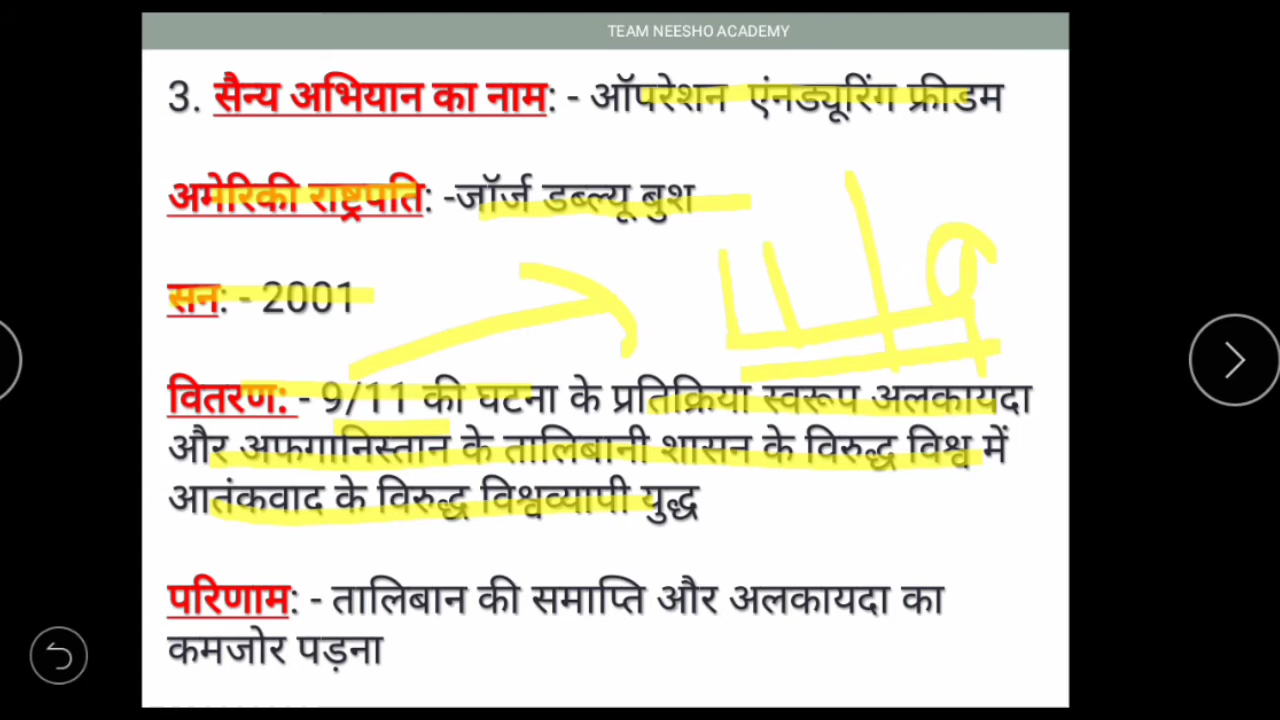 TEAM NEESHO ACADEMY
3. सैन्य अभियान का नाम: - ऑपरेशन एंनड्यूरिंग फ्रीडम
अमेरिकी राष्ट्रपति: -जॉर्ज डब्ल्यू बुश
सन: - 2001
वितरण: - 9/11 की घटना के प्रतिक्रिया स्वरूप अलकायदा
और अफगानिस्तान के तालिबानी शासन के विरुद्ध विश्व में
आतंकवाद के विरुद्ध विश्वव्यापी युद्ध
परिणाम: - तालिबान की समाप्ति और अलकायदा का
कमजोर पड़ना